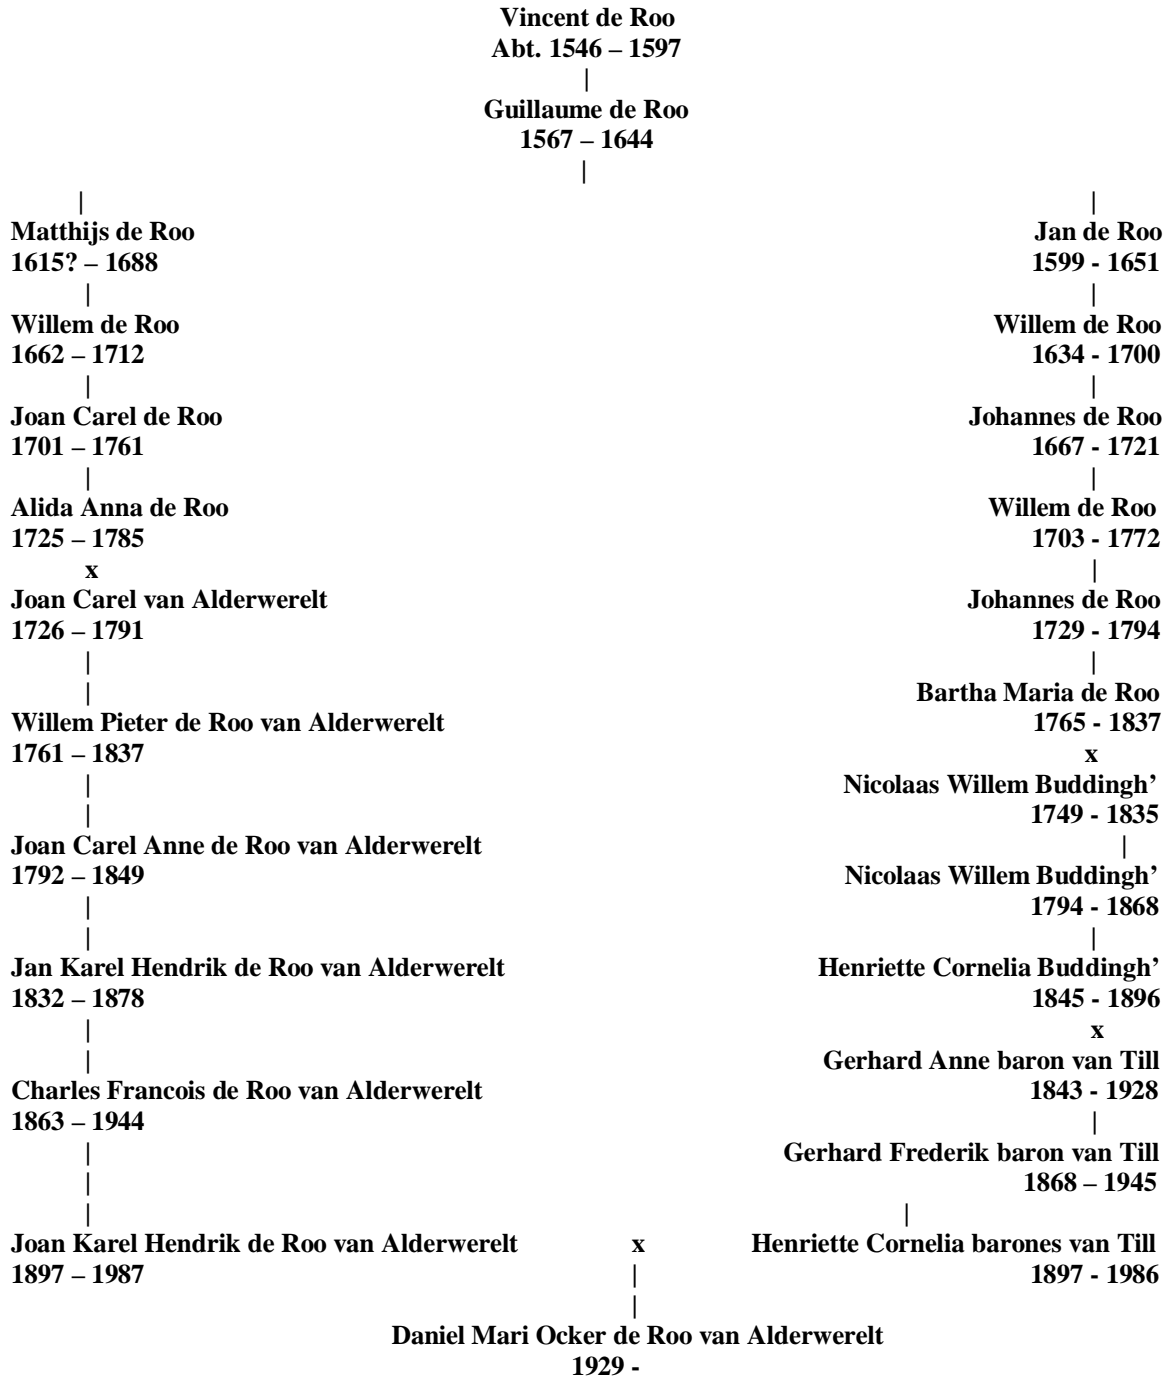 Vincent de Roo
Abt. 1546 – 1597
|
Guillaume de Roo
1567 – 1644
|
| |
Matthijs de Roo Jan de Roo
1615? – 1688 1599 - 1651
| |
Willem de Roo Willem de Roo
1662 – 1712 1634 - 1700
| |
Joan Carel de Roo Johannes de Roo
1701 – 1761 1667 - 1721
| |
Alida Anna de Roo Willem de Roo
1725 – 1785 1703 - 1772
x |
Joan Carel van Alderwerelt Johannes de Roo
1726 – 1791 1729 - 1794
| |
| Bartha Maria de Roo
Willem Pieter de Roo van Alderwerelt 1765 - 1837
1761 – 1837 x
| Nicolaas Willem Buddingh’
| 1749 - 1835
Joan Carel Anne de Roo van Alderwerelt |
1792 – 1849 Nicolaas Willem Buddingh’
| 1794 - 1868
| |
Jan Karel Hendrik de Roo van Alderwerelt Henriette Cornelia Buddingh’
1832 – 1878 1845 - 1896
| x
| Gerhard Anne baron van Till
Charles Francois de Roo van Alderwerelt 1843 - 1928
1863 – 1944 |
| Gerhard Frederik baron van Till
| 1868 – 1945
| |
Joan Karel Hendrik de Roo van Alderwerelt x Henriette Cornelia barones van Till
1897 – 1987 | 1897 - 1986
|
Daniel Mari Ocker de Roo van Alderwerelt
1929 -